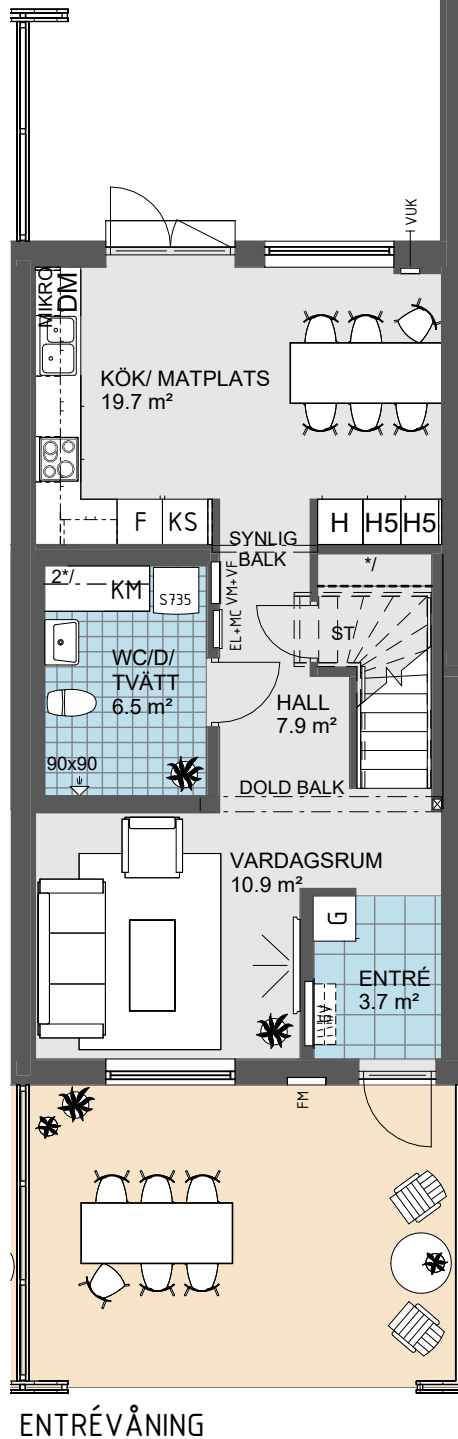 I VUK
MIKRO
DM
KÖK/ MATPLATS
19.7 m²
F
KS
H
H5
H5
SYNLIG
BALK
2*/
KM
S735
EL+MC VM+VF
*/
ST
WC/D/
TVÄTT
6.5 m²
HALL
7.9 m²
90x90
DOLD BALK
VARDAGSRUM
10.9 m²
G
ENTRÉ
3.7 m²
FM
ENTRÉVÅNING